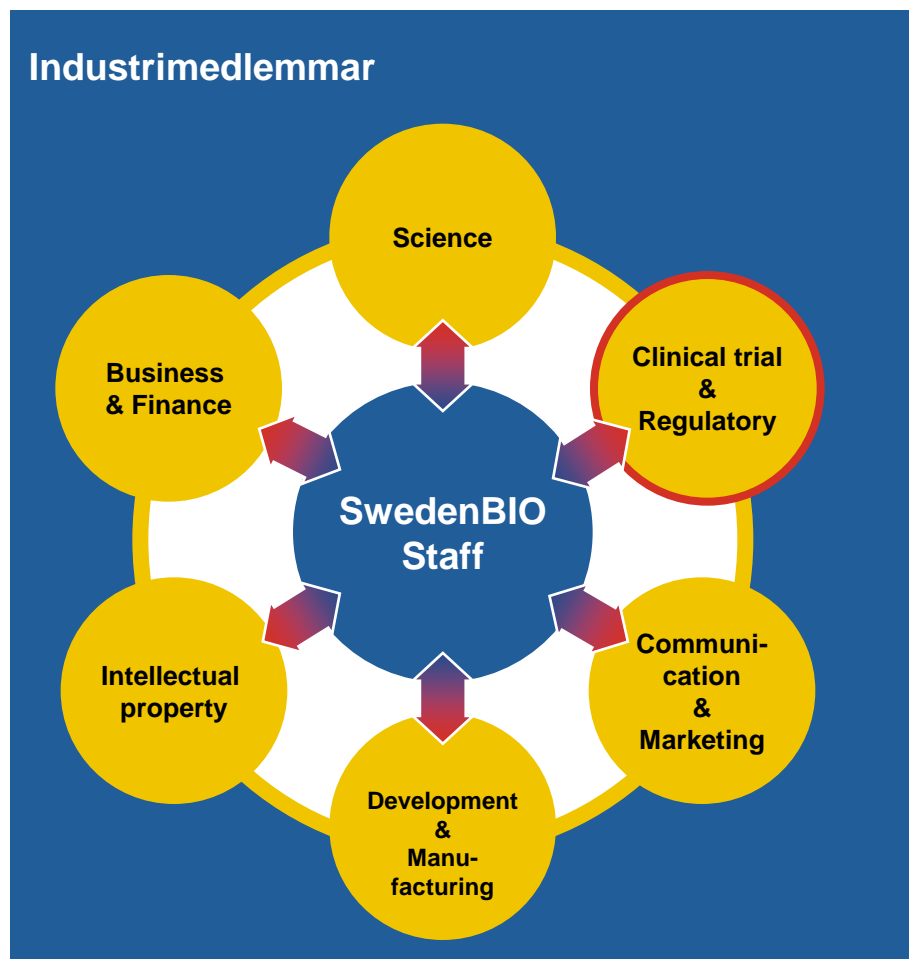 Industrimedlemmar
Science
Clinical trial
&
Regulatory
Business
& Finance
SwedenBIO
Staff
Intellectual
property
Communi-
cation
&
Marketing
Development
&
Manu-
facturing